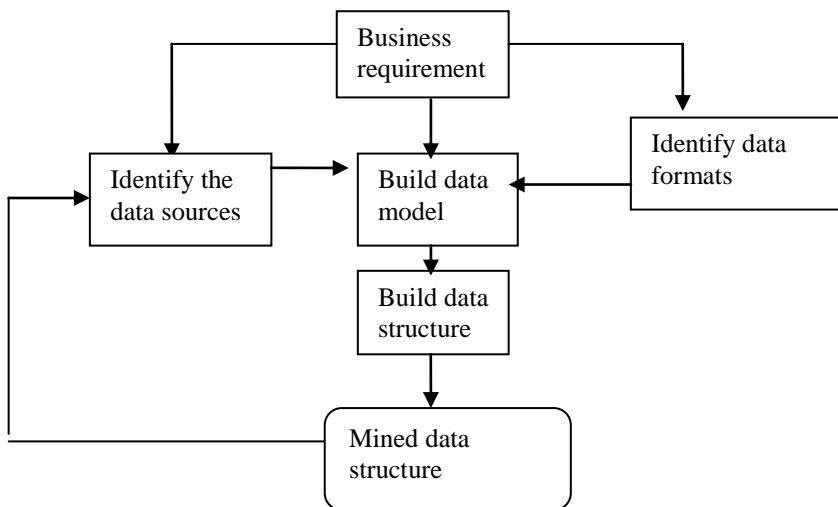 Business
requirement
Identify the
data sources
Build data
model
Identify data
formats
Build data
structure
Mined data
structure